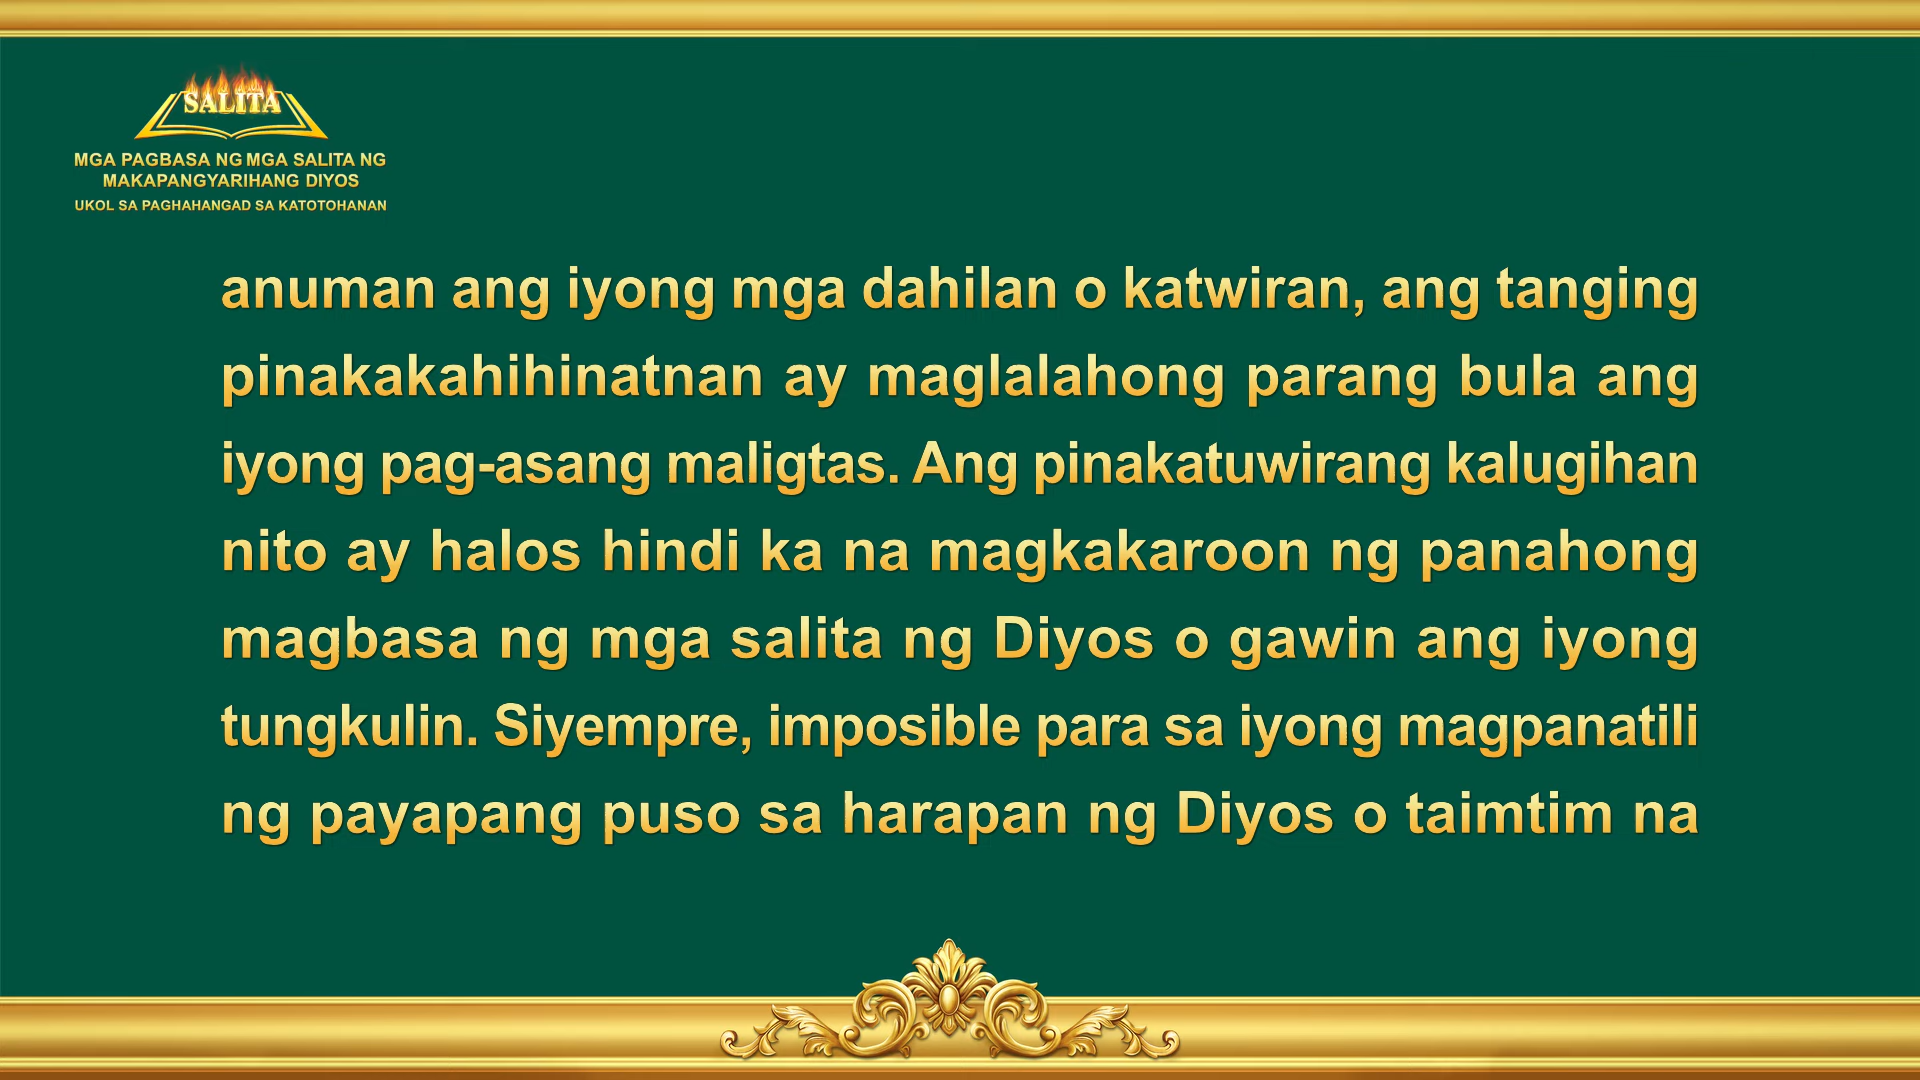 SALITA
MGA PAGBASA NG MGA SALITA NG
MAKAPANGYARIHANG DIYOS
UKOL SA PAGHAHANGAD SA KATOTOHANAN
anuman ang iyong mga dahilan o katwiran, ang tanging
pinakakahihinatnan ay maglalahong parang bula ang
iyong pag-asang maligtas. Ang pinakatuwirang kalugihan
nito ay halos hindi ka na magkakaroon ng panahong
magbasa ng mga salita ng Diyos o gawin ang iyong
tungkulin. Siyempre, imposible para sa iyong magpanatili
ng payapang puso sa harapan ng Diyos o taimtim na